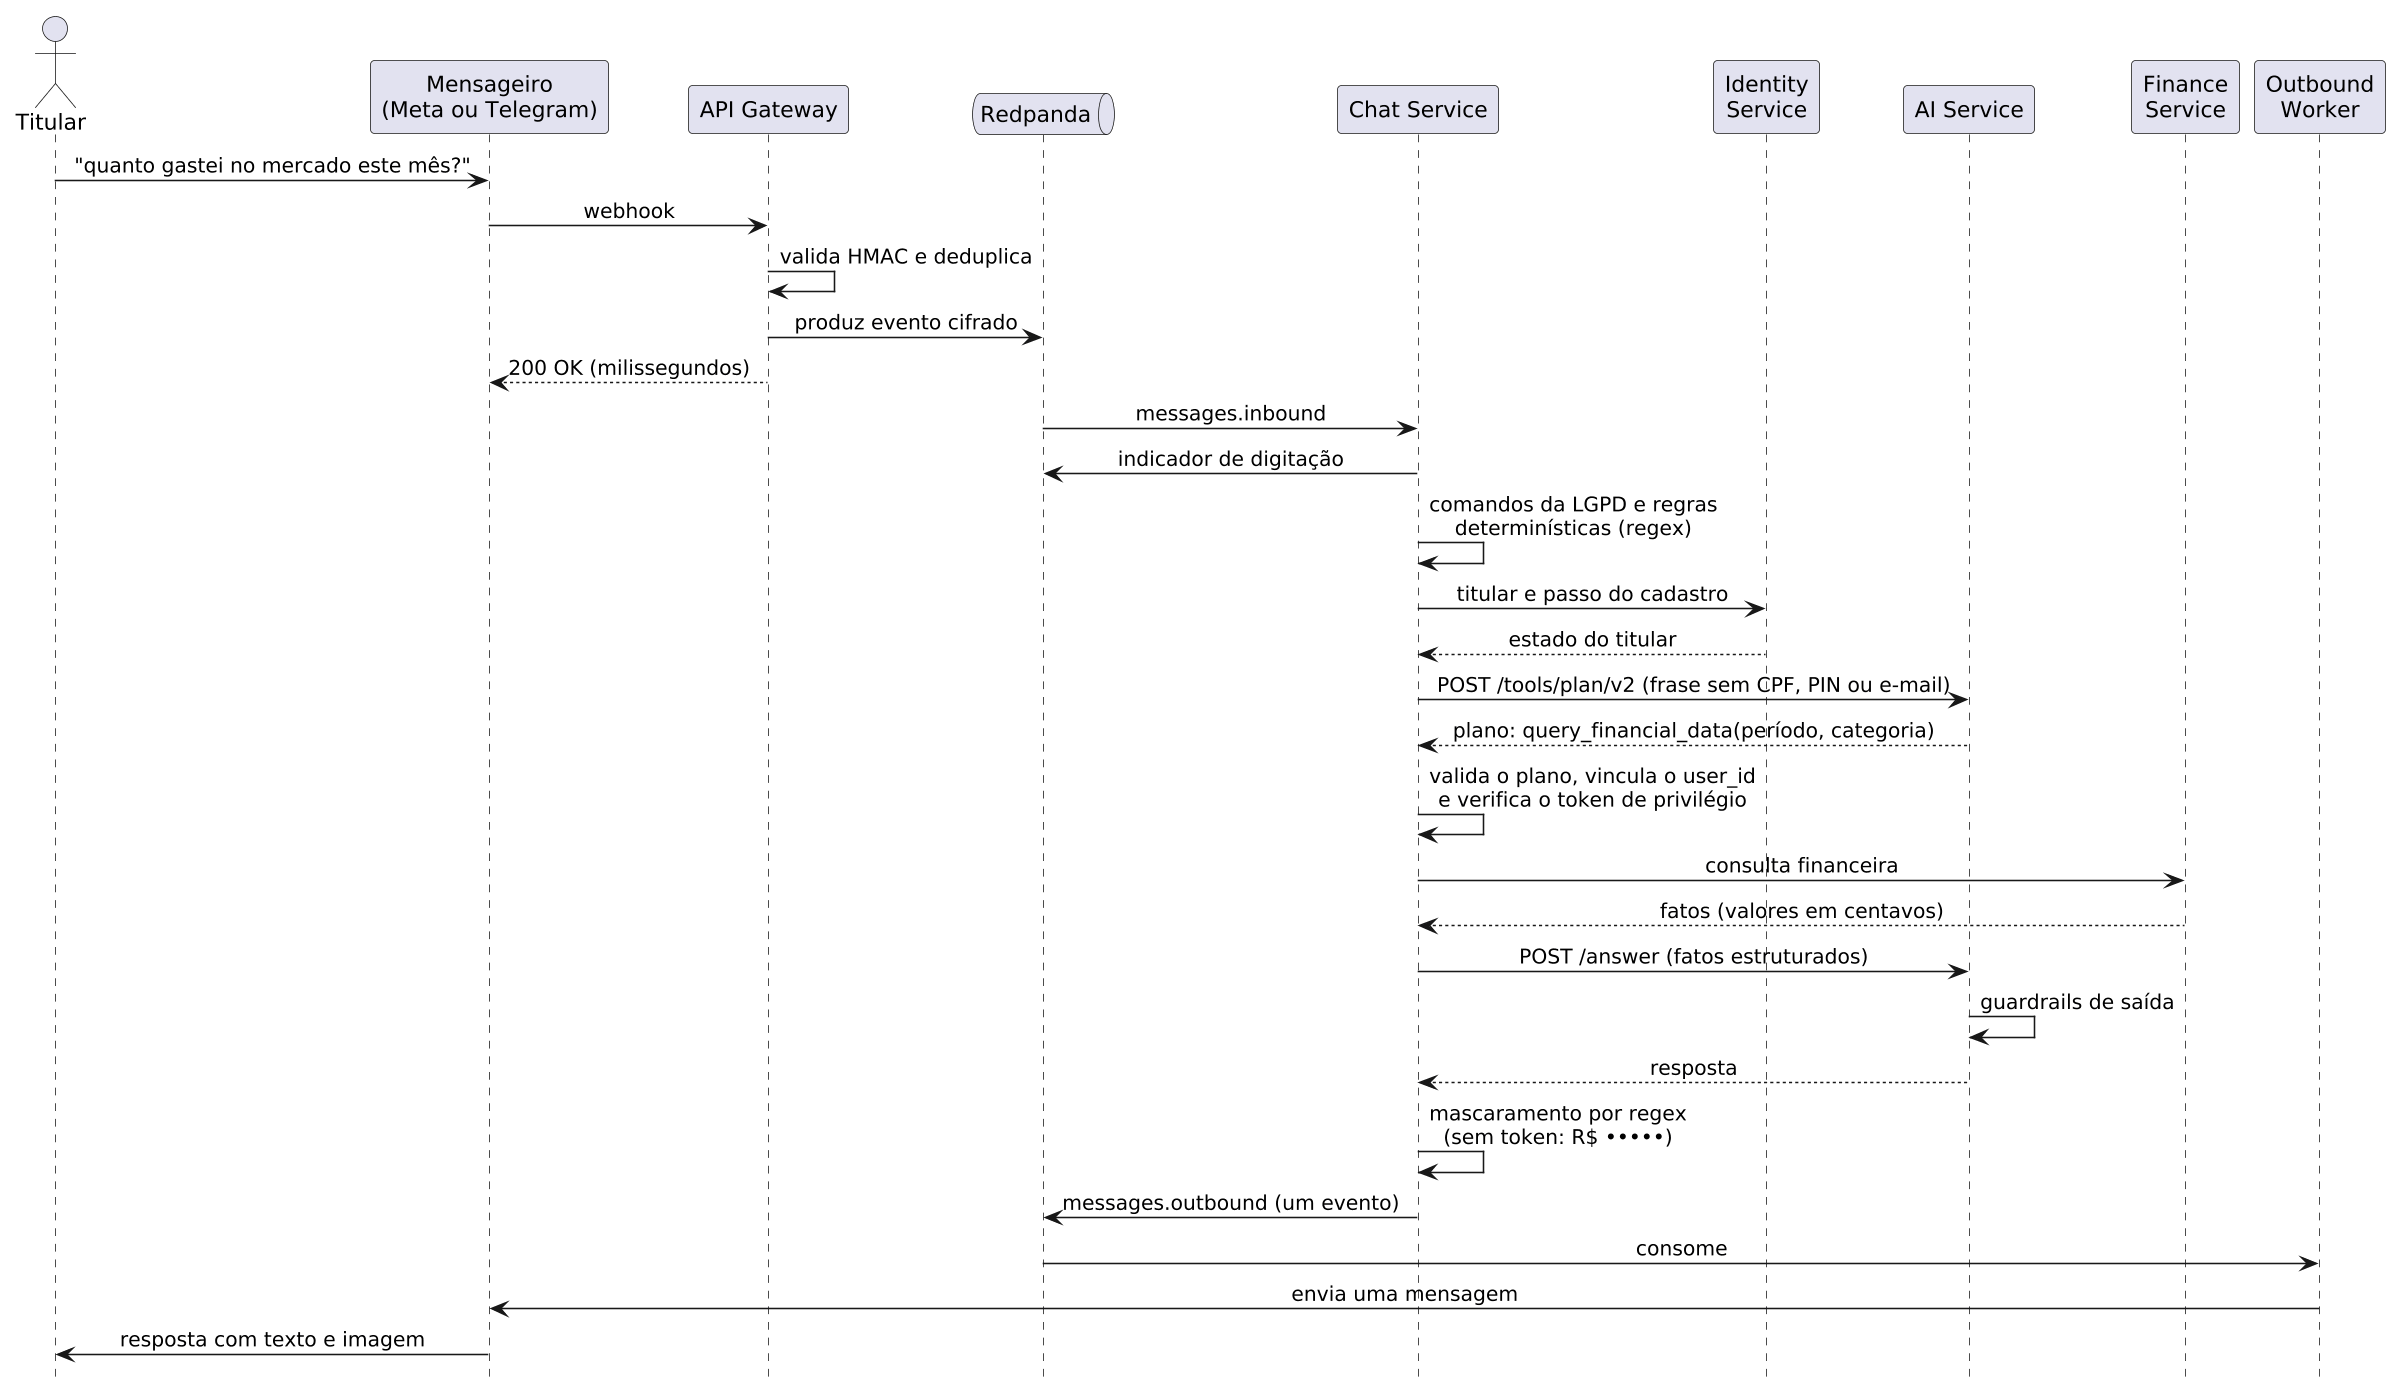 Titular
Mensageiro
(Meta ou Telegram)
API Gateway
Redpanda
Chat Service
Identity
Service
AI Service
Finance
Service
Outbound
Worker
"quanto gastei no mercado este mês?"
webhook
valida HMAC e deduplica
produz evento cifrado
200 OK (milissegundos)
messages.inbound
indicador de digitação
comandos da LGPD e regras
determinísticas (regex)
titular e passo do cadastro
estado do titular
POST /tools/plan/v2 (frase sem CPF, PIN ou e-mail)
plano: query_financial_data(período, categoria)
valida o plano, vincula o user_id
e verifica o token de privilégio
consulta financeira
fatos (valores em centavos)
POST /answer (fatos estruturados)
guardrails de saída
resposta
mascaramento por regex
(sem token: R$ •••••)
messages.outbound (um evento)
consome
envia uma mensagem
resposta com texto e imagem